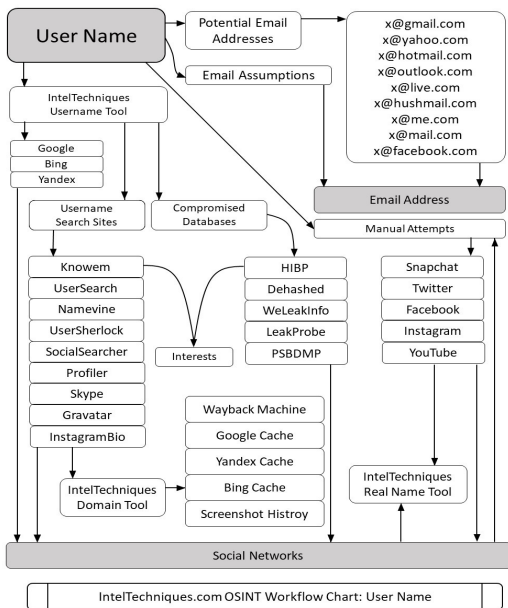 User Name
Potential Email
Addresses
Email Assumptions
x@gmail.com
x@yahoo.com
x@hotmail.com
x@outlook.com
x@live.com
x@hushmail.com
x@me.com
x@mail.com
x@facebook.com
IntelTechniques
Username Tool
Google
Bing
Yandex
Email Address
Username
Search Sites
Compromised
Databases
Manual Attempts
Knowem
UserSearch
Namevine
UserSherlock
SocialSearcher
Profiler
Skype
Gravatar
InstagramBio
Interests
HIBP
Dehashed
WeLeakInfo
LeakProbe
PSBDMP
Snapchat
Twitter
Facebook
Instagram
YouTube
IntelTechniques
Domain Tool
Wayback Machine
Google Cache
Yandex Cache
Bing Cache
Screenshot Histroy
IntelTechniques
Real Name Tool
Social Networks
IntelTechniques.com OSINT Workflow Chart: User Name